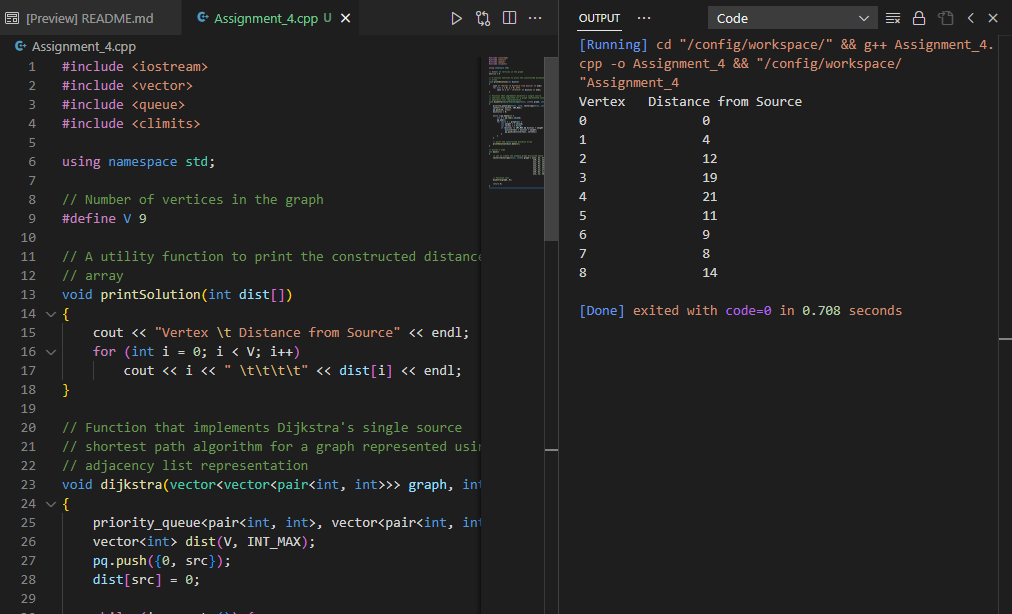 [Preview] README.md
Assignment_4.cpp U
Assignment_4.cpp
1 #include <iostream>
2 #include <vector>
3 #include <queue>
4 #include <climits>
5
6 using namespace std;
7
8 // Number of vertices in the graph
9 #define V 9
10
11 // A utility function to print the constructed distance
12 // array
13 void printSolution(int dist[])
14 {
15 cout << "Vertex \t Distance from Source" << endl;
16 for (int i = 0; i < V; i++)
17 cout << i << " \t\t\t\t" << dist[i] << endl;
18 }
19
20 // Function that implements Dijkstra's single source
21 // shortest path algorithm for a graph represented usin
22 // adjacency list representation
23 void dijkstra(vector<vector<pair<int, int>>> graph, int
24 {
25 priority_queue<pair<int, int>, vector<pair<int, int
26 vector<int> dist(V, INT_MAX);
27 pq.push({0, src});
28 dist[src] = 0;
29
OUTPUT
Code
[Running] cd "/config/workspace/" && g++ Assignment_4.
cpp -o Assignment_4 && "/config/workspace/
"Assignment_4
Vertex Distance from Source
0 0
1 4
2 12
3 19
4 21
5 11
6 9
7 8
8 14
[Done] exited with code=0 in 0.708 seconds